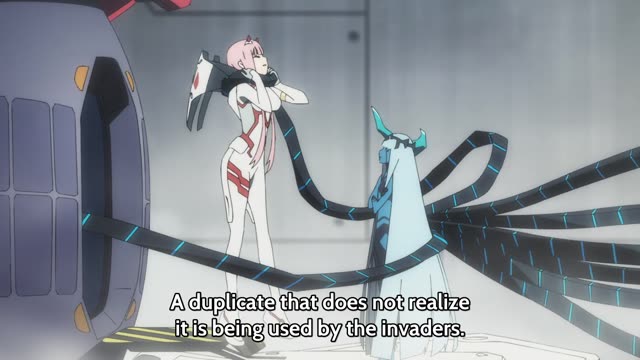 A duplicate that does not realize
it is being used by the invaders.